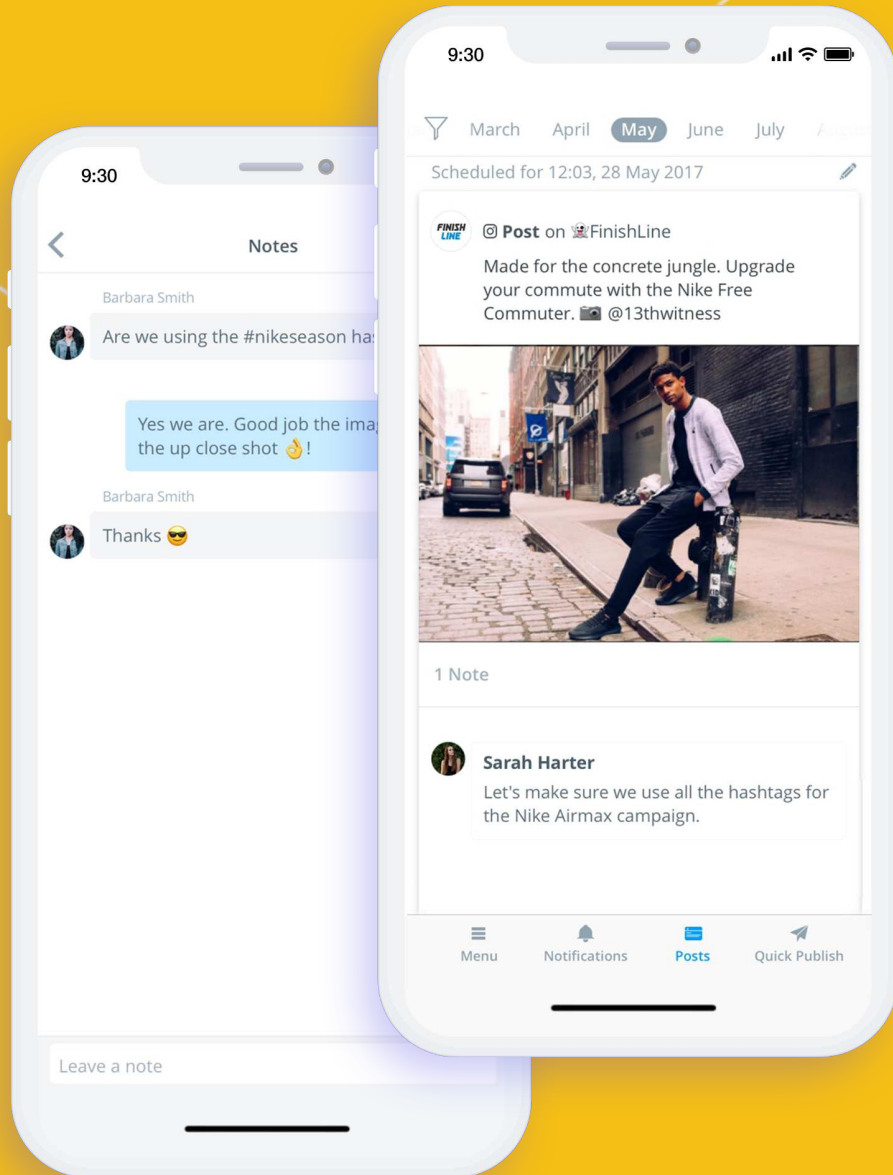 9:30
Notes
Barbara Smith
Are we using the #nikeseason
Yes we are. Good job the
the up close shot 👌!
Barbara Smith
Thanks 😎
Leave a note
9:30
March April May June July
Scheduled for 12:03, 28 May 2017
FINISH
LINE
Post on 👻FinishLine
Made for the concrete jungle. Upgrade
your commute with the Nike Free
Commuter. 📷 @13thwitness
1 Note
Sarah Harter
Let's make sure we use all the hashtags for
the Nike Airmax campaign.
Menu Notifications Posts Quick Publish